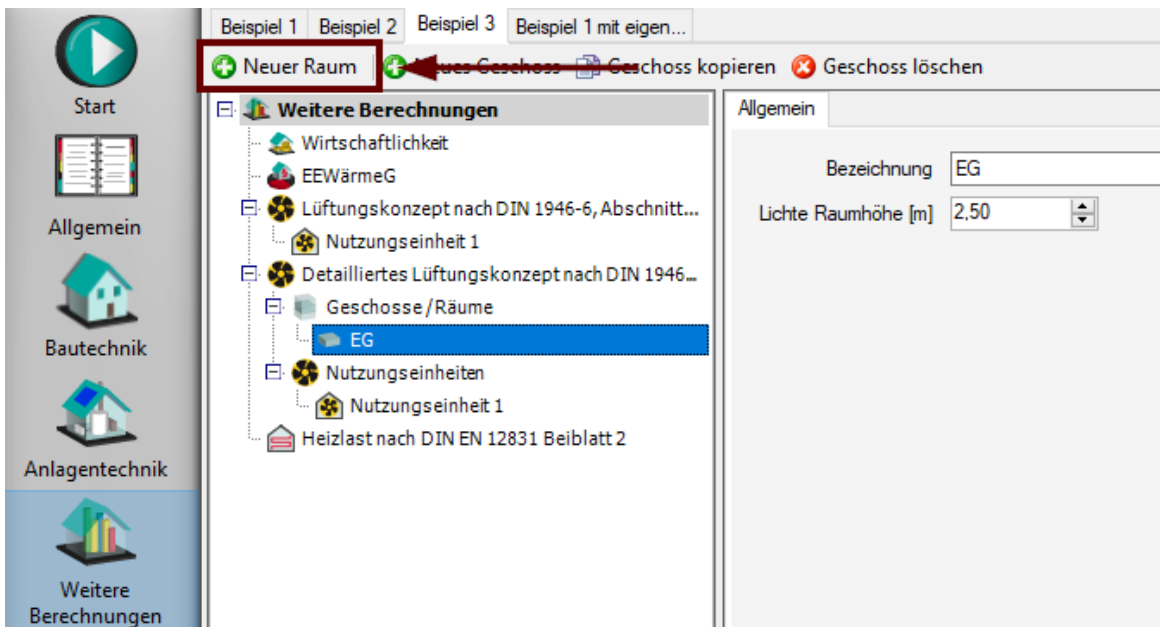 Beispiel 1 Beispiel 2 Beispiel 3 Beispiel 1 mit eigen...
Neuer Raum Neues Geschoss Geschoss kopieren Geschoss löschen
Start
Allgemein
Bautechnik
Anlagentechnik
Weitere
Berechnungen
Weitere Berechnungen
Wirtschaftlichkeit
EEWärmeG
Lüftungskonzept nach DIN 1946-6, Abschnitt...
Nutzungseinheit 1
Detailliertes Lüftungskonzept nach DIN 1946...
Geschosse/Räume
EG
Nutzungseinheiten
Nutzungseinheit 1
Heizlast nach DIN EN 12831 Beiblatt 2
Allgemein
Bezeichnung EG
Lichte Raumhöhe [m] 2,50